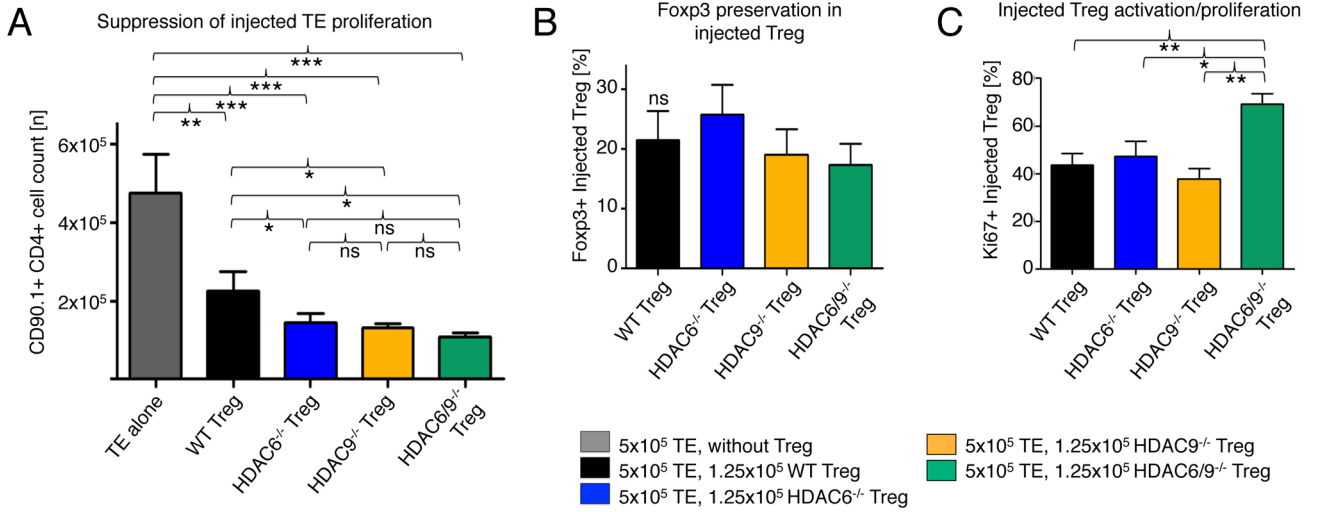 A
Suppression of injected TE proliferation
***
***
***
**
*
*
*
ns
ns
ns
CD90.1+ CD4+ cell count [n]
6x10⁵
4x10⁵
2x10⁵
TE alone
WT Treg
HDAC6⁻/⁻ Treg
HDAC9⁻/⁻ Treg
HDAC6/9⁻/⁻
Treg
B
Foxp3 preservation in
injected Treg
Foxp3+ Injected Treg [%]
30
20
10
0
ns
WT Treg
HDAC6⁻/⁻ Treg
HDAC9⁻/⁻ Treg
HDAC6/9⁻/⁻
Treg
C
Injected Treg activation/proliferation
**
*
**
Ki67+ Injected Treg [%]
80
60
40
20
0
WT Treg
HDAC6⁻/⁻ Treg
HDAC9⁻/⁻ Treg
HDAC6/9⁻/⁻
Treg
5x10⁵ TE, without Treg
5x10⁵ TE, 1.25x10⁵ WT Treg
5x10⁵ TE, 1.25x10⁵ HDAC6⁻/⁻ Treg
5x10⁵ TE, 1.25x10⁵ HDAC9⁻/⁻ Treg
5x10⁵ TE, 1.25x10⁵ HDAC6/9⁻/⁻ Treg